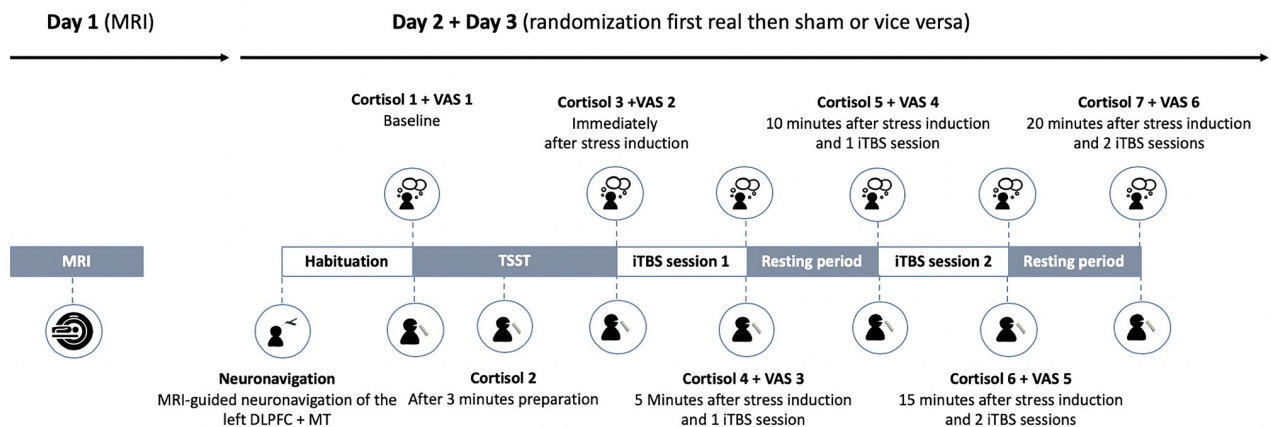 Day 1 (MRI)
Day 2 + Day 3 (randomization first real then sham or vice versa)
Cortisol 1 + VAS 1
Baseline
Cortisol 3 +VAS 2
Immediately
after stress induction
Cortisol 5 + VAS 4
10 minutes after stress induction
and 1 iTBS session
Cortisol 7 + VAS 6
20 minutes after stress induction
and 2 iTBS sessions
MRI
Habituation
TSST
iTBS session 1
Resting period
iTBS session 2
Resting period
Neuronavigation
MRI-guided neuronavigation of the
left DLPFC + MT
Cortisol 2
After 3 minutes preparation
Cortisol 4 + VAS 3
5 Minutes after stress induction
and 1 iTBS session
Cortisol 6 + VAS 5
15 minutes after stress induction
and 2 iTBS sessions